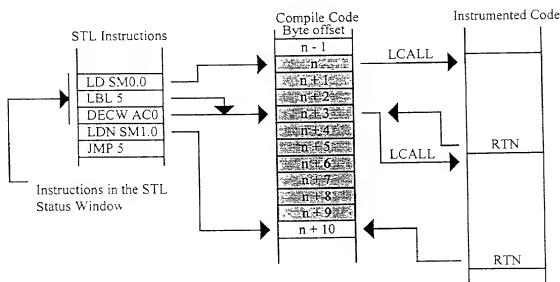 Compile Code
Byte offset
Instrumented Code
STL Instructions
n - 1
n
n + 1
n + 2
n + 3
n + 4
n + 5
n + 6
n + 7
n + 8
n + 9
n + 10
LD SM0.0
LBL 5
DECW AC0
LDN SM1.0
JMP 5
LCALL
LCALL
RTN
RTN
Instructions in the STL
Status Window